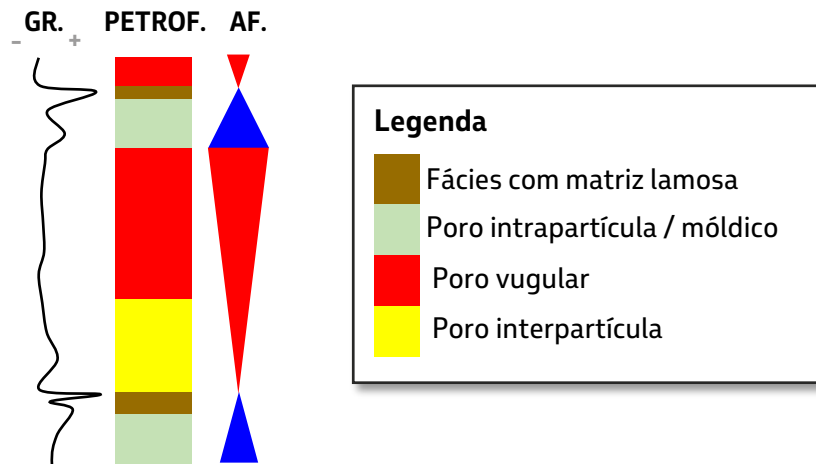 GR. PETROF. AF.
- +
Legenda
Fácies com matriz lamosa
Poro intrapartícula / móldico
Poro vugular
Poro interpartícula